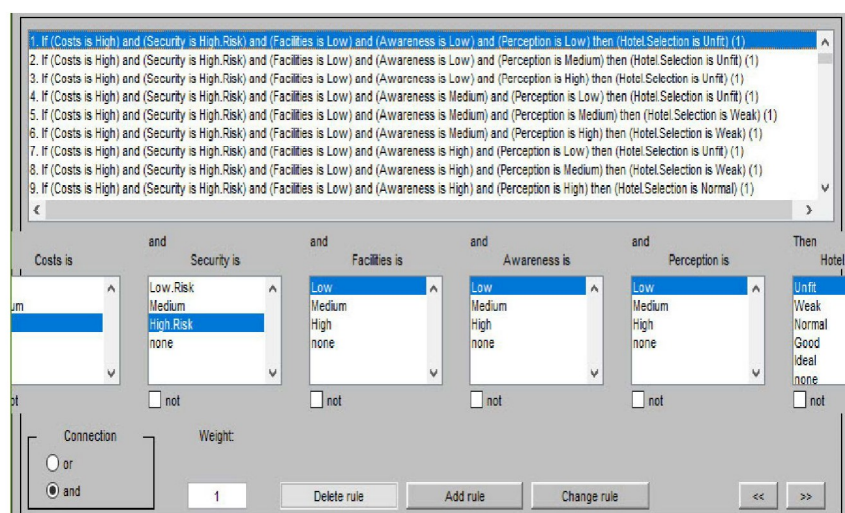 1. If (Costs is High) and (Security is High.Risk) and (Facilities is Low) and (Awareness is Low) and (Perception is Low) then (Hotel.Selection is Unfit) (1)
2. If (Costs is High) and (Security is High.Risk) and (Facilities is Low) and (Awareness is Low) and (Perception is Medium) then (Hotel.Selection is Unfit) (1)
3. If (Costs is High) and (Security is High.Risk) and (Facilities is Low) and (Awareness is Low) and (Perception is High) then (Hotel.Selection is Unfit) (1)
4. If (Costs is High) and (Security is High.Risk) and (Facilities is Low) and (Awareness is Medium) and (Perception is Low) then (Hotel.Selection is Unfit) (1)
5. If (Costs is High) and (Security is High.Risk) and (Facilities is Low) and (Awareness is Medium) and (Perception is Medium) then (Hotel.Selection is Weak) (1)
6. If (Costs is High) and (Security is High.Risk) and (Facilities is Low) and (Awareness is Medium) and (Perception is High) then (Hotel.Selection is Weak) (1)
7. If (Costs is High) and (Security is High.Risk) and (Facilities is Low) and (Awareness is High) and (Perception is Low) then (Hotel.Selection is Unfit) (1)
8. If (Costs is High) and (Security is High.Risk) and (Facilities is Low) and (Awareness is High) and (Perception is Medium) then (Hotel.Selection is Weak) (1)
9. If (Costs is High) and (Security is High.Risk) and (Facilities is Low) and (Awareness is High) and (Perception is High) then (Hotel.Selection is Normal) (1)
and and and and Then
Costs is Security is Facilities is Awareness is Perception is Hotel
Low.Risk Low Low Low Unfit
um Medium Medium Medium Medium Weak
High.Risk High High High Normal
none none none none Good
Ideal
none
ot not not not not not
Connection Weight:
or
and 1 Delete rule Add rule Change rule << >>